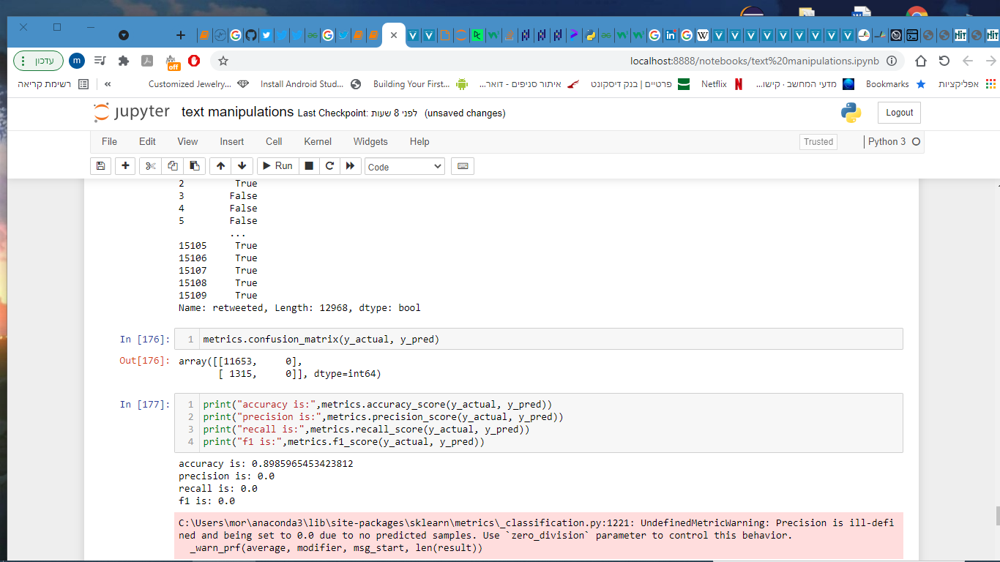 עדכון
m
off
localhost:8888/notebooks/text%20manipulations.ipynb
רשימת קריאה
«
Customized Jewelry...
Install Android Stud...
Building Your First...
איתור סניפים - דואר...
פרטיים | בנק דיסקונט
Netflix
מדעי המחשב · קישו...
Bookmarks
אפליקציות
jupyter text manipulations Last Checkpoint: לפני 8 שעות (unsaved changes)
Logout
File Edit View Insert Cell Kernel Widgets Help
Trusted
Python 3
Run
Code
2 True
3 False
4 False
5 False
...
15105 True
15106 True
15107 True
15108 True
15109 True
Name: retweeted, Length: 12968, dtype: bool
In [176]: 1 metrics.confusion_matrix(y_actual, y_pred)
Out[176]: array([[11653, 0],
[ 1315, 0]], dtype=int64)
In [177]: 1 print("accuracy is:",metrics.accuracy_score(y_actual, y_pred))
2 print("precision is:",metrics.precision_score(y_actual, y_pred))
3 print("recall is:",metrics.recall_score(y_actual, y_pred))
4 print("f1 is:",metrics.f1_score(y_actual, y_pred))
accuracy is: 0.8985965453423812
precision is: 0.0
recall is: 0.0
f1 is: 0.0
C:\Users\mor\anaconda3\lib\site-packages\sklearn\metrics\_classification.py:1221: UndefinedMetricWarning: Precision is ill-defi
ned and being set to 0.0 due to no predicted samples. Use `zero_division` parameter to control this behavior.
_warn_prf(average, modifier, msg_start, len(result))